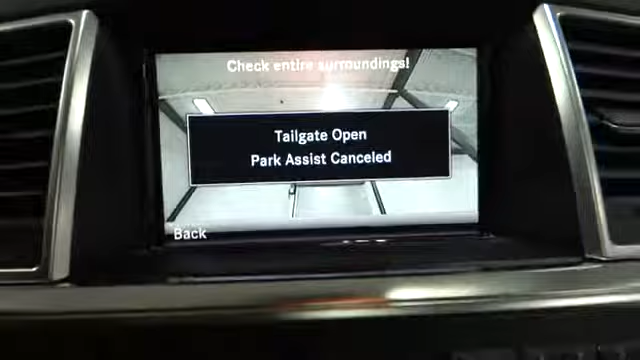 Check entire surroundings!
Tailgate Open
Park Assist Canceled
Back